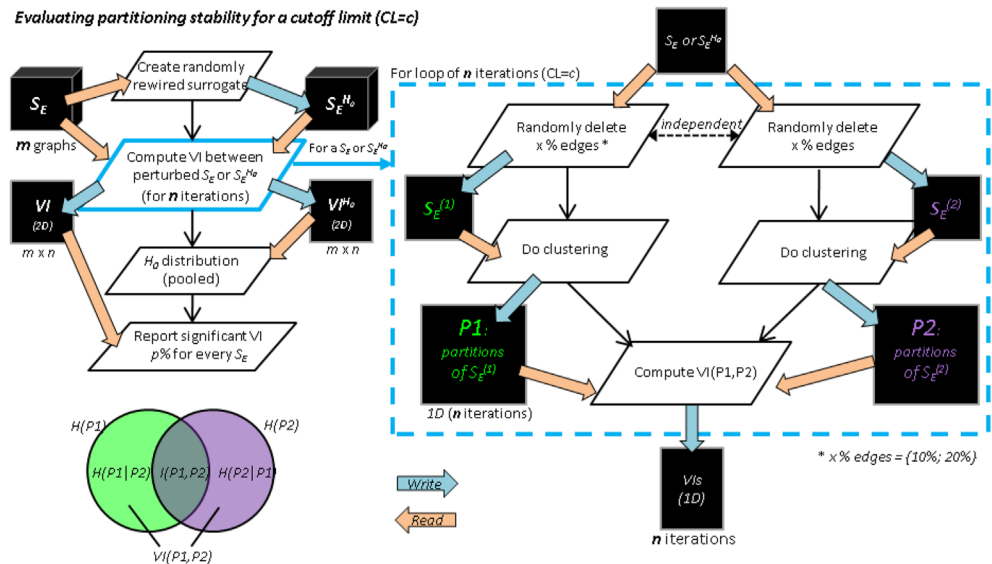 Evaluating partitioning stability for a cutoff limit (CL=c)
Create randomly
rewired surrogate
S_E
S_E^H₀
m graphs
Compute VI between
perturbed S_E or S_E^H₀
(for n iterations)
For a S_E or S_E^H₀
VI
(2D)
m x n
VI^H₀
(2D)
m x n
H₀ distribution
(pooled)
Report significant VI
p% for every S_E
H(P1)
H(P2)
H(P1|P2)
I(P1,P2)
H(P2|P1)
VI(P1,P2)
S_E or S_E^H₀
For loop of n iterations (CL=c)
Randomly delete
x % edges *
independent
Randomly delete
x % edges
S_E^(1)
S_E^(2)
Do clustering
Do clustering
P1:
partitions
of S_E^(1)
1D (n iterations)
P2:
partitions
of S_E^(2)
Compute VI(P1,P2)
* x % edges = {10%; 20%}
Write
Read
VIs
(1D)
n iterations